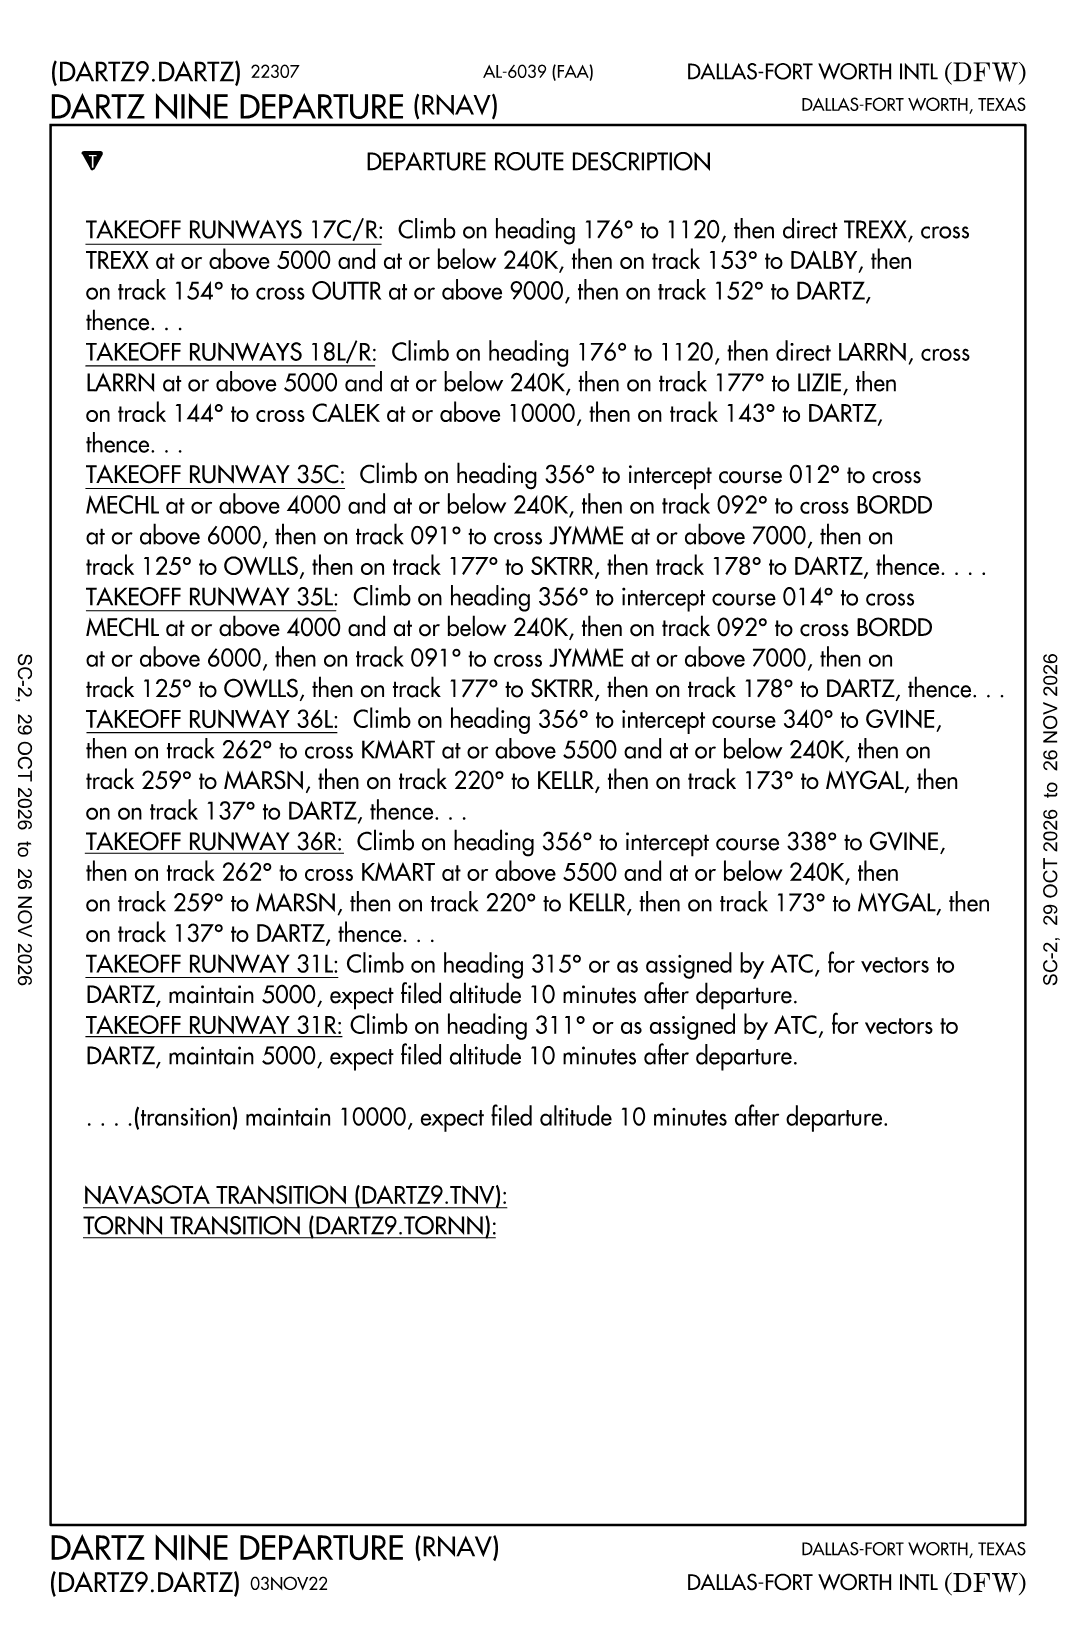 (DARTZ9.DARTZ) 22307 AL-6039 (FAA) DALLAS-FORT WORTH INTL (DFW)
DARTZ NINE DEPARTURE (RNAV) DALLAS-FORT WORTH, TEXAS
T DEPARTURE ROUTE DESCRIPTION
TAKEOFF RUNWAYS 17C/R: Climb on heading 176° to 1120, then direct TREXX, cross
TREXX at or above 5000 and at or below 240K, then on track 153° to DALBY, then
on track 154° to cross OUTTR at or above 9000, then on track 152° to DARTZ,
thence. . .
TAKEOFF RUNWAYS 18L/R: Climb on heading 176° to 1120, then direct LARRN, cross
LARRN at or above 5000 and at or below 240K, then on track 177° to LIZIE, then
on track 144° to cross CALEK at or above 10000, then on track 143° to DARTZ,
thence. . .
TAKEOFF RUNWAY 35C: Climb on heading 356° to intercept course 012° to cross
MECHL at or above 4000 and at or below 240K, then on track 092° to cross BORDD
at or above 6000, then on track 091° to cross JYMME at or above 7000, then on
track 125° to OWLLS, then on track 177° to SKTRR, then track 178° to DARTZ, thence. . . .
TAKEOFF RUNWAY 35L: Climb on heading 356° to intercept course 014° to cross
MECHL at or above 4000 and at or below 240K, then on track 092° to cross BORDD
at or above 6000, then on track 091° to cross JYMME at or above 7000, then on
track 125° to OWLLS, then on track 177° to SKTRR, then on track 178° to DARTZ, thence. . .
TAKEOFF RUNWAY 36L: Climb on heading 356° to intercept course 340° to GVINE,
then on track 262° to cross KMART at or above 5500 and at or below 240K, then on
track 259° to MARSN, then on track 220° to KELLR, then on track 173° to MYGAL, then
on on track 137° to DARTZ, thence. . .
TAKEOFF RUNWAY 36R: Climb on heading 356° to intercept course 338° to GVINE,
then on track 262° to cross KMART at or above 5500 and at or below 240K, then
on track 259° to MARSN, then on track 220° to KELLR, then on track 173° to MYGAL, then
on track 137° to DARTZ, thence. . .
TAKEOFF RUNWAY 31L: Climb on heading 315° or as assigned by ATC, for vectors to
DARTZ, maintain 5000, expect filed altitude 10 minutes after departure.
TAKEOFF RUNWAY 31R: Climb on heading 311° or as assigned by ATC, for vectors to
DARTZ, maintain 5000, expect filed altitude 10 minutes after departure.
. . . .(transition) maintain 10000, expect filed altitude 10 minutes after departure.
NAVASOTA TRANSITION (DARTZ9.TNV):
TORNN TRANSITION (DARTZ9.TORNN):
SC-2, 29 OCT 2026 to 26 NOV 2026
SC-2, 29 OCT 2026 to 26 NOV 2026
DARTZ NINE DEPARTURE (RNAV) DALLAS-FORT WORTH, TEXAS
(DARTZ9.DARTZ) 03NOV22 DALLAS-FORT WORTH INTL (DFW)